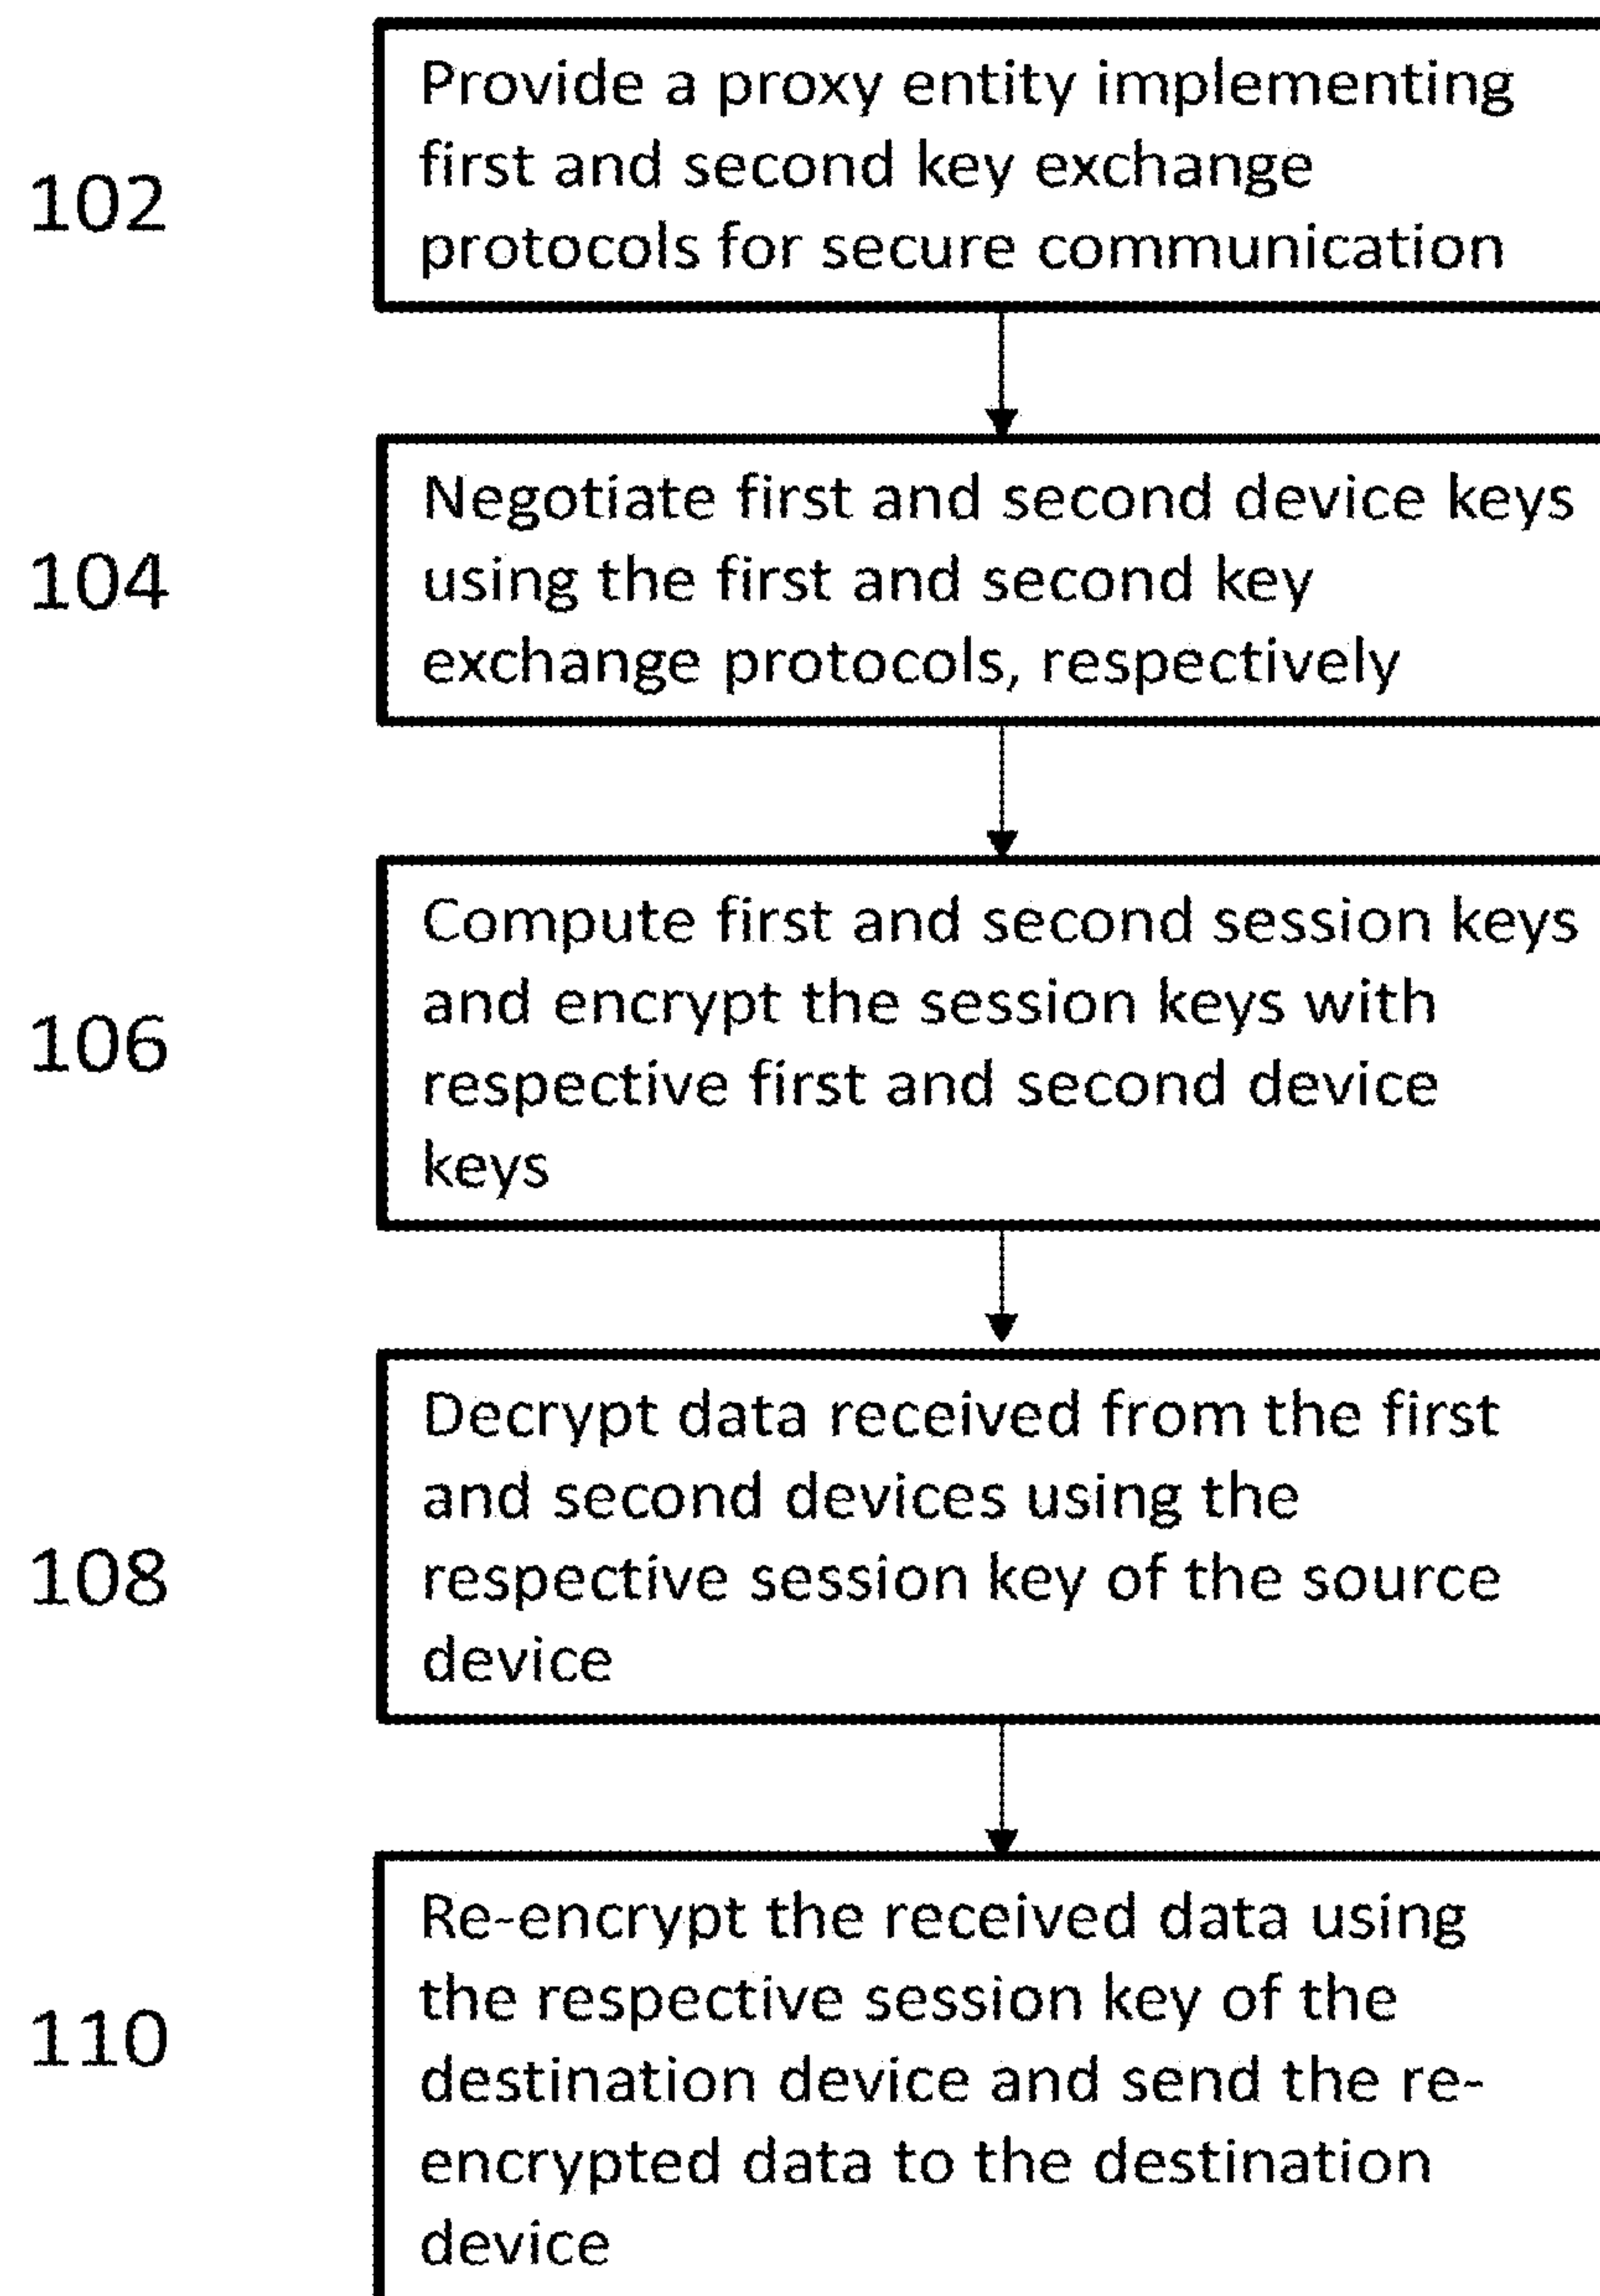 102
Provide a proxy entity implementing
first and second key exchange
protocols for secure communication
104
Negotiate first and second device keys
using the first and second key
exchange protocols, respectively
106
Compute first and second session keys
and encrypt the session keys with
respective first and second device
keys
108
Decrypt data received from the first
and second devices using the
respective session key of the source
device
110
Re-encrypt the received data using
the respective session key of the
destination device and send the re-
encrypted data to the destination
device